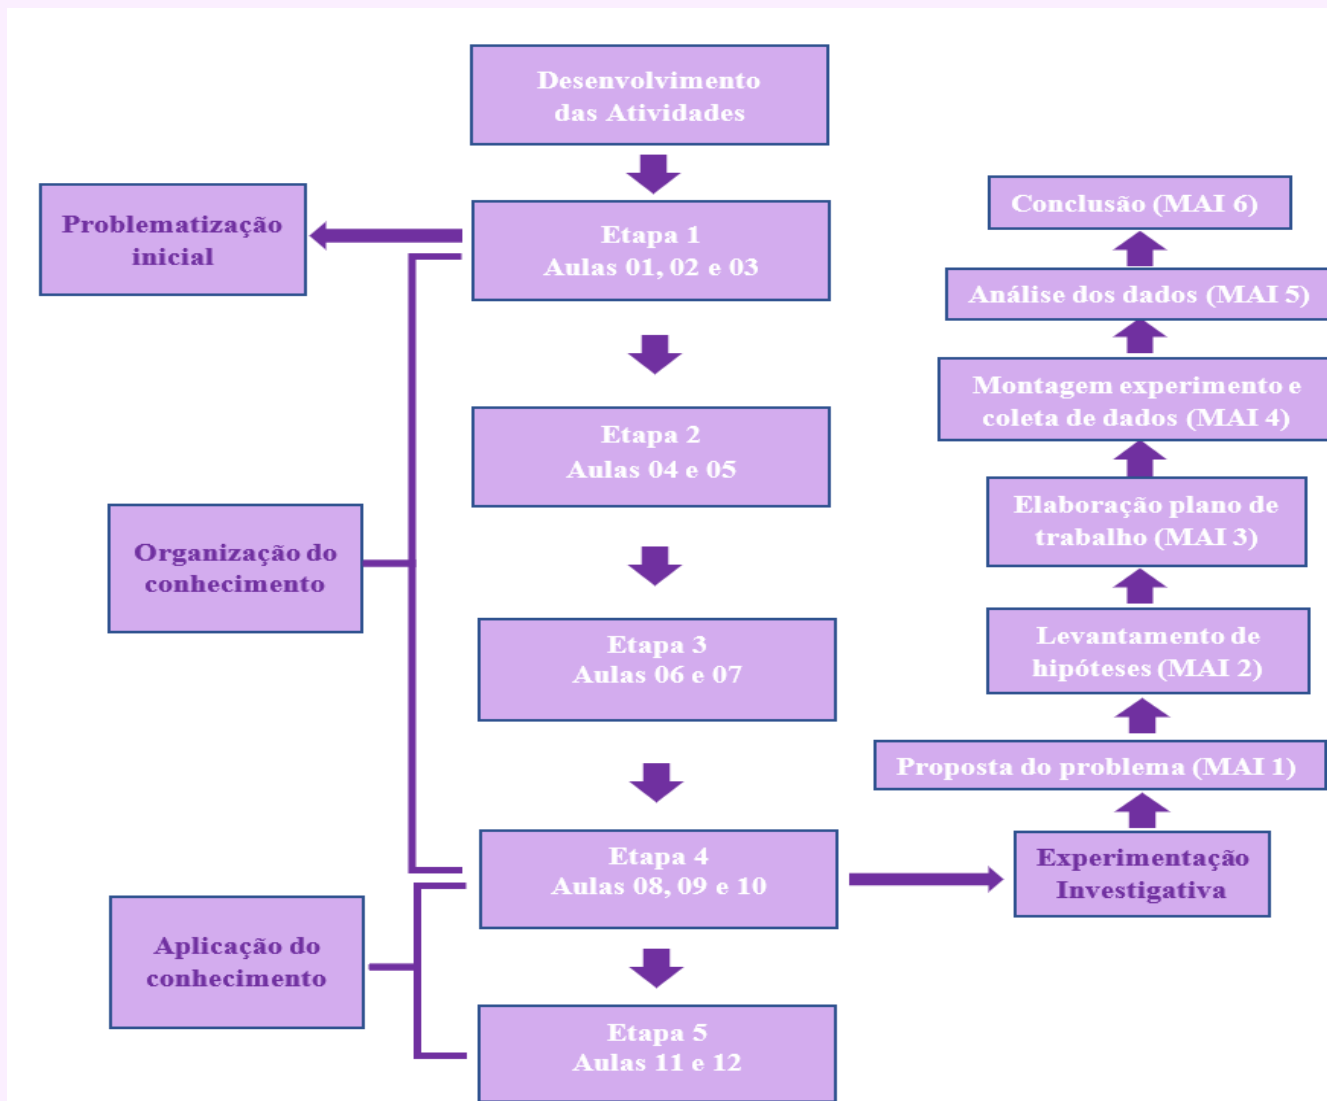 Desenvolvimento
das Atividades
Problematização
inicial
Etapa 1
Aulas 01, 02 e 03
Etapa 2
Aulas 04 e 05
Organização do
conhecimento
Etapa 3
Aulas 06 e 07
Etapa 4
Aulas 08, 09 e 10
Aplicação do
conhecimento
Etapa 5
Aulas 11 e 12
Conclusão (MAI 6)
Análise dos dados (MAI 5)
Montagem experimento e
coleta de dados (MAI 4)
Elaboração plano de
trabalho (MAI 3)
Levantamento de
hipóteses (MAI 2)
Proposta do problema (MAI 1)
Experimentação
Investigativa